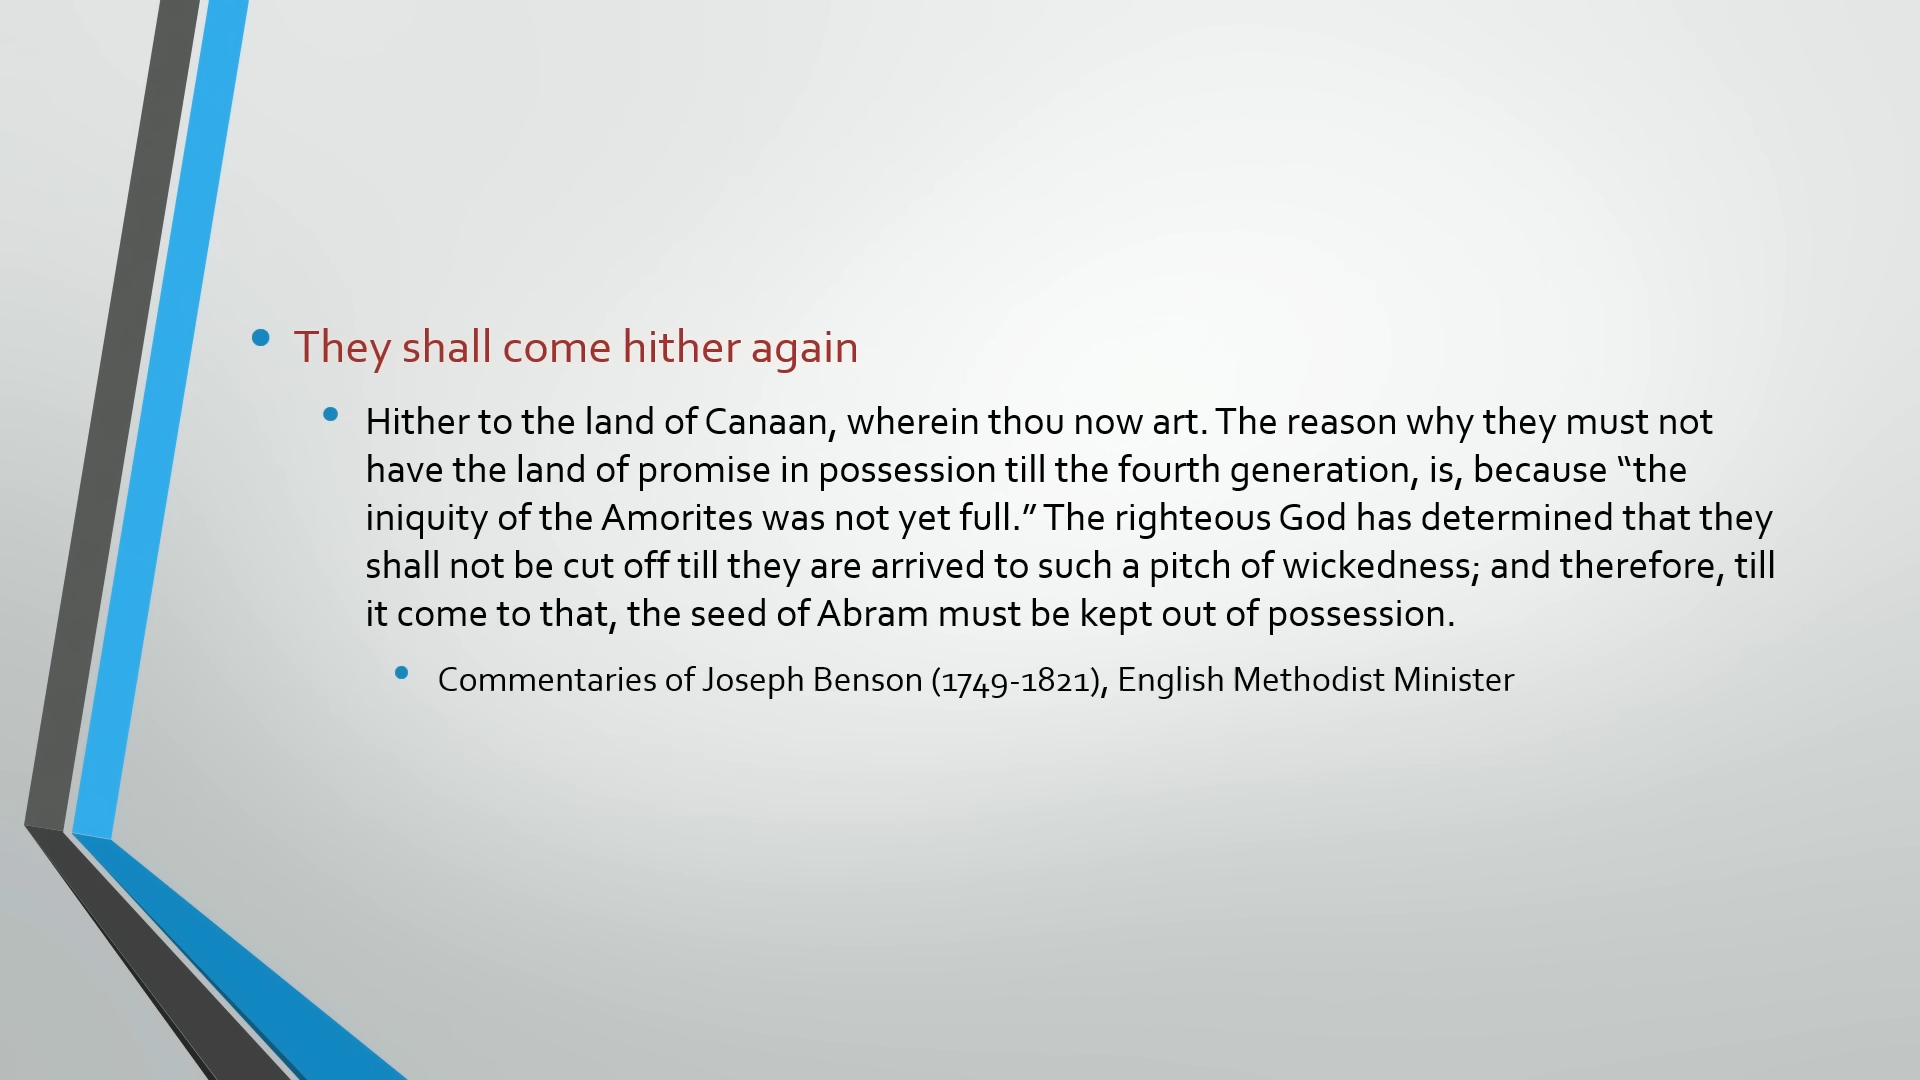 They shall come hither again
Hither to the land of Canaan, wherein thou now art. The reason why they must not
have the land of promise in possession till the fourth generation, is, because “the
iniquity of the Amorites was not yet full.” The righteous God has determined that they
shall not be cut off till they are arrived to such a pitch of wickedness; and therefore, till
it come to that, the seed of Abram must be kept out of possession.
Commentaries of Joseph Benson (1749-1821), English Methodist Minister